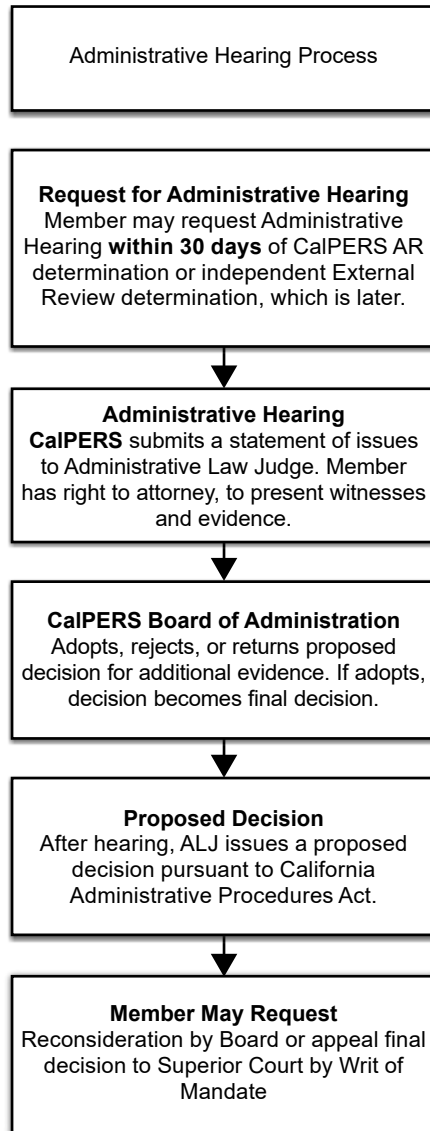 Administrative Hearing Process
Request for Administrative Hearing
Member may request Administrative
Hearing within 30 days of CalPERS AR
determination or independent External
Review determination, which is later.
Administrative Hearing
CalPERS submits a statement of issues
to Administrative Law Judge. Member
has right to attorney, to present witnesses
and evidence.
CalPERS Board of Administration
Adopts, rejects, or returns proposed
decision for additional evidence. If adopts,
decision becomes final decision.
Proposed Decision
After hearing, ALJ issues a proposed
decision pursuant to California
Administrative Procedures Act.
Member May Request
Reconsideration by Board or appeal final
decision to Superior Court by Writ of
Mandate